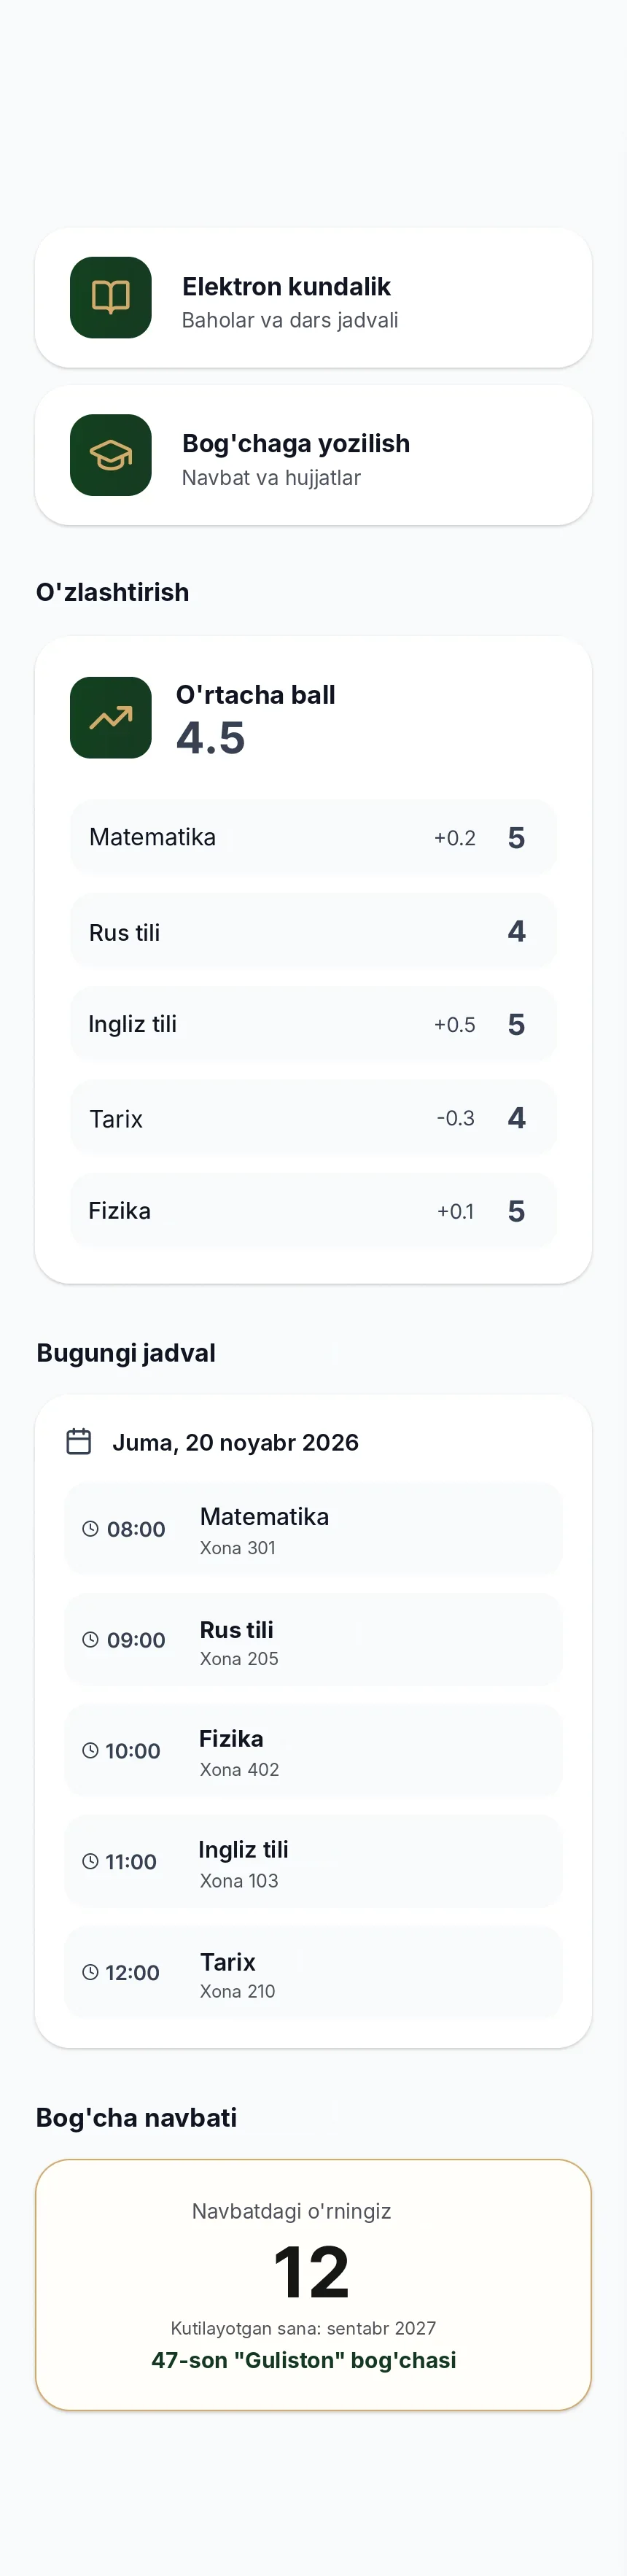 Elektron kundalik
Baholar va dars jadvali
Bog'chaga yozilish
Navbat va hujjatlar
O'zlashtirish
O'rtacha ball
4.5
Matematika +0.2 5
Rus tili 4
Ingliz tili +0.5 5
Tarix -0.3 4
Fizika +0.1 5
Bugungi jadval
Juma, 20 noyabr 2026
08:00 Matematika
Xona 301
09:00 Rus tili
Xona 205
10:00 Fizika
Xona 402
11:00 Ingliz tili
Xona 103
12:00 Tarix
Xona 210
Bog'cha navbati
Navbatdagi o'rningiz
12
Kutilayotgan sana: sentabr 2027
47-son "Guliston" bog'chasi